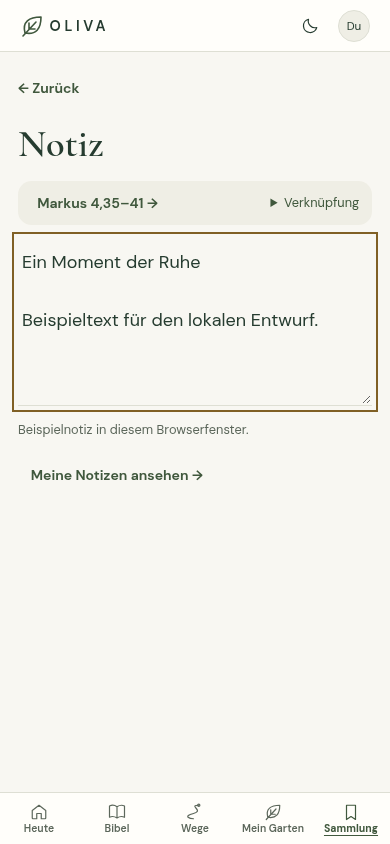 OLIVA
Du
← Zurück
Notiz
Markus 4,35–41 →
▶ Verknüpfung
Ein Moment der Ruhe
Beispieltext für den lokalen Entwurf.
Beispielnotiz in diesem Browserfenster.
Meine Notizen ansehen →
Heute
Bibel
Wege
Mein Garten
Sammlung